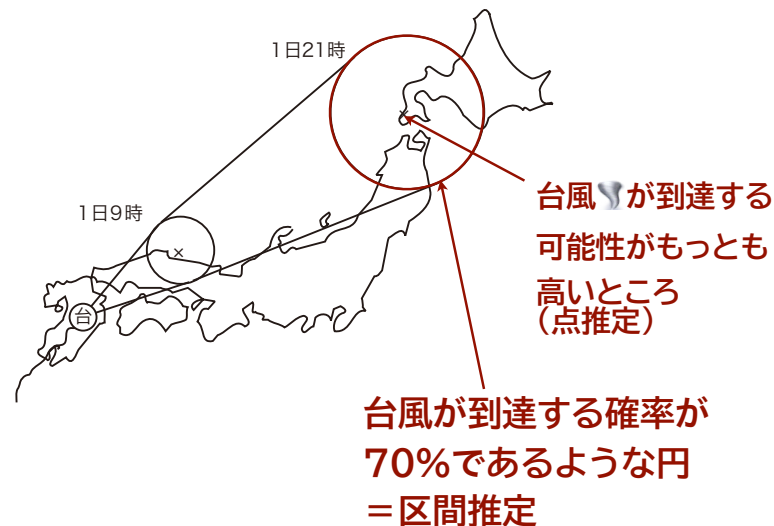 1日21時
1日9時
台
台風🌪が到達する
可能性がもっとも
高いところ
（点推定）
台風が到達する確率が
70%であるような円
＝区間推定